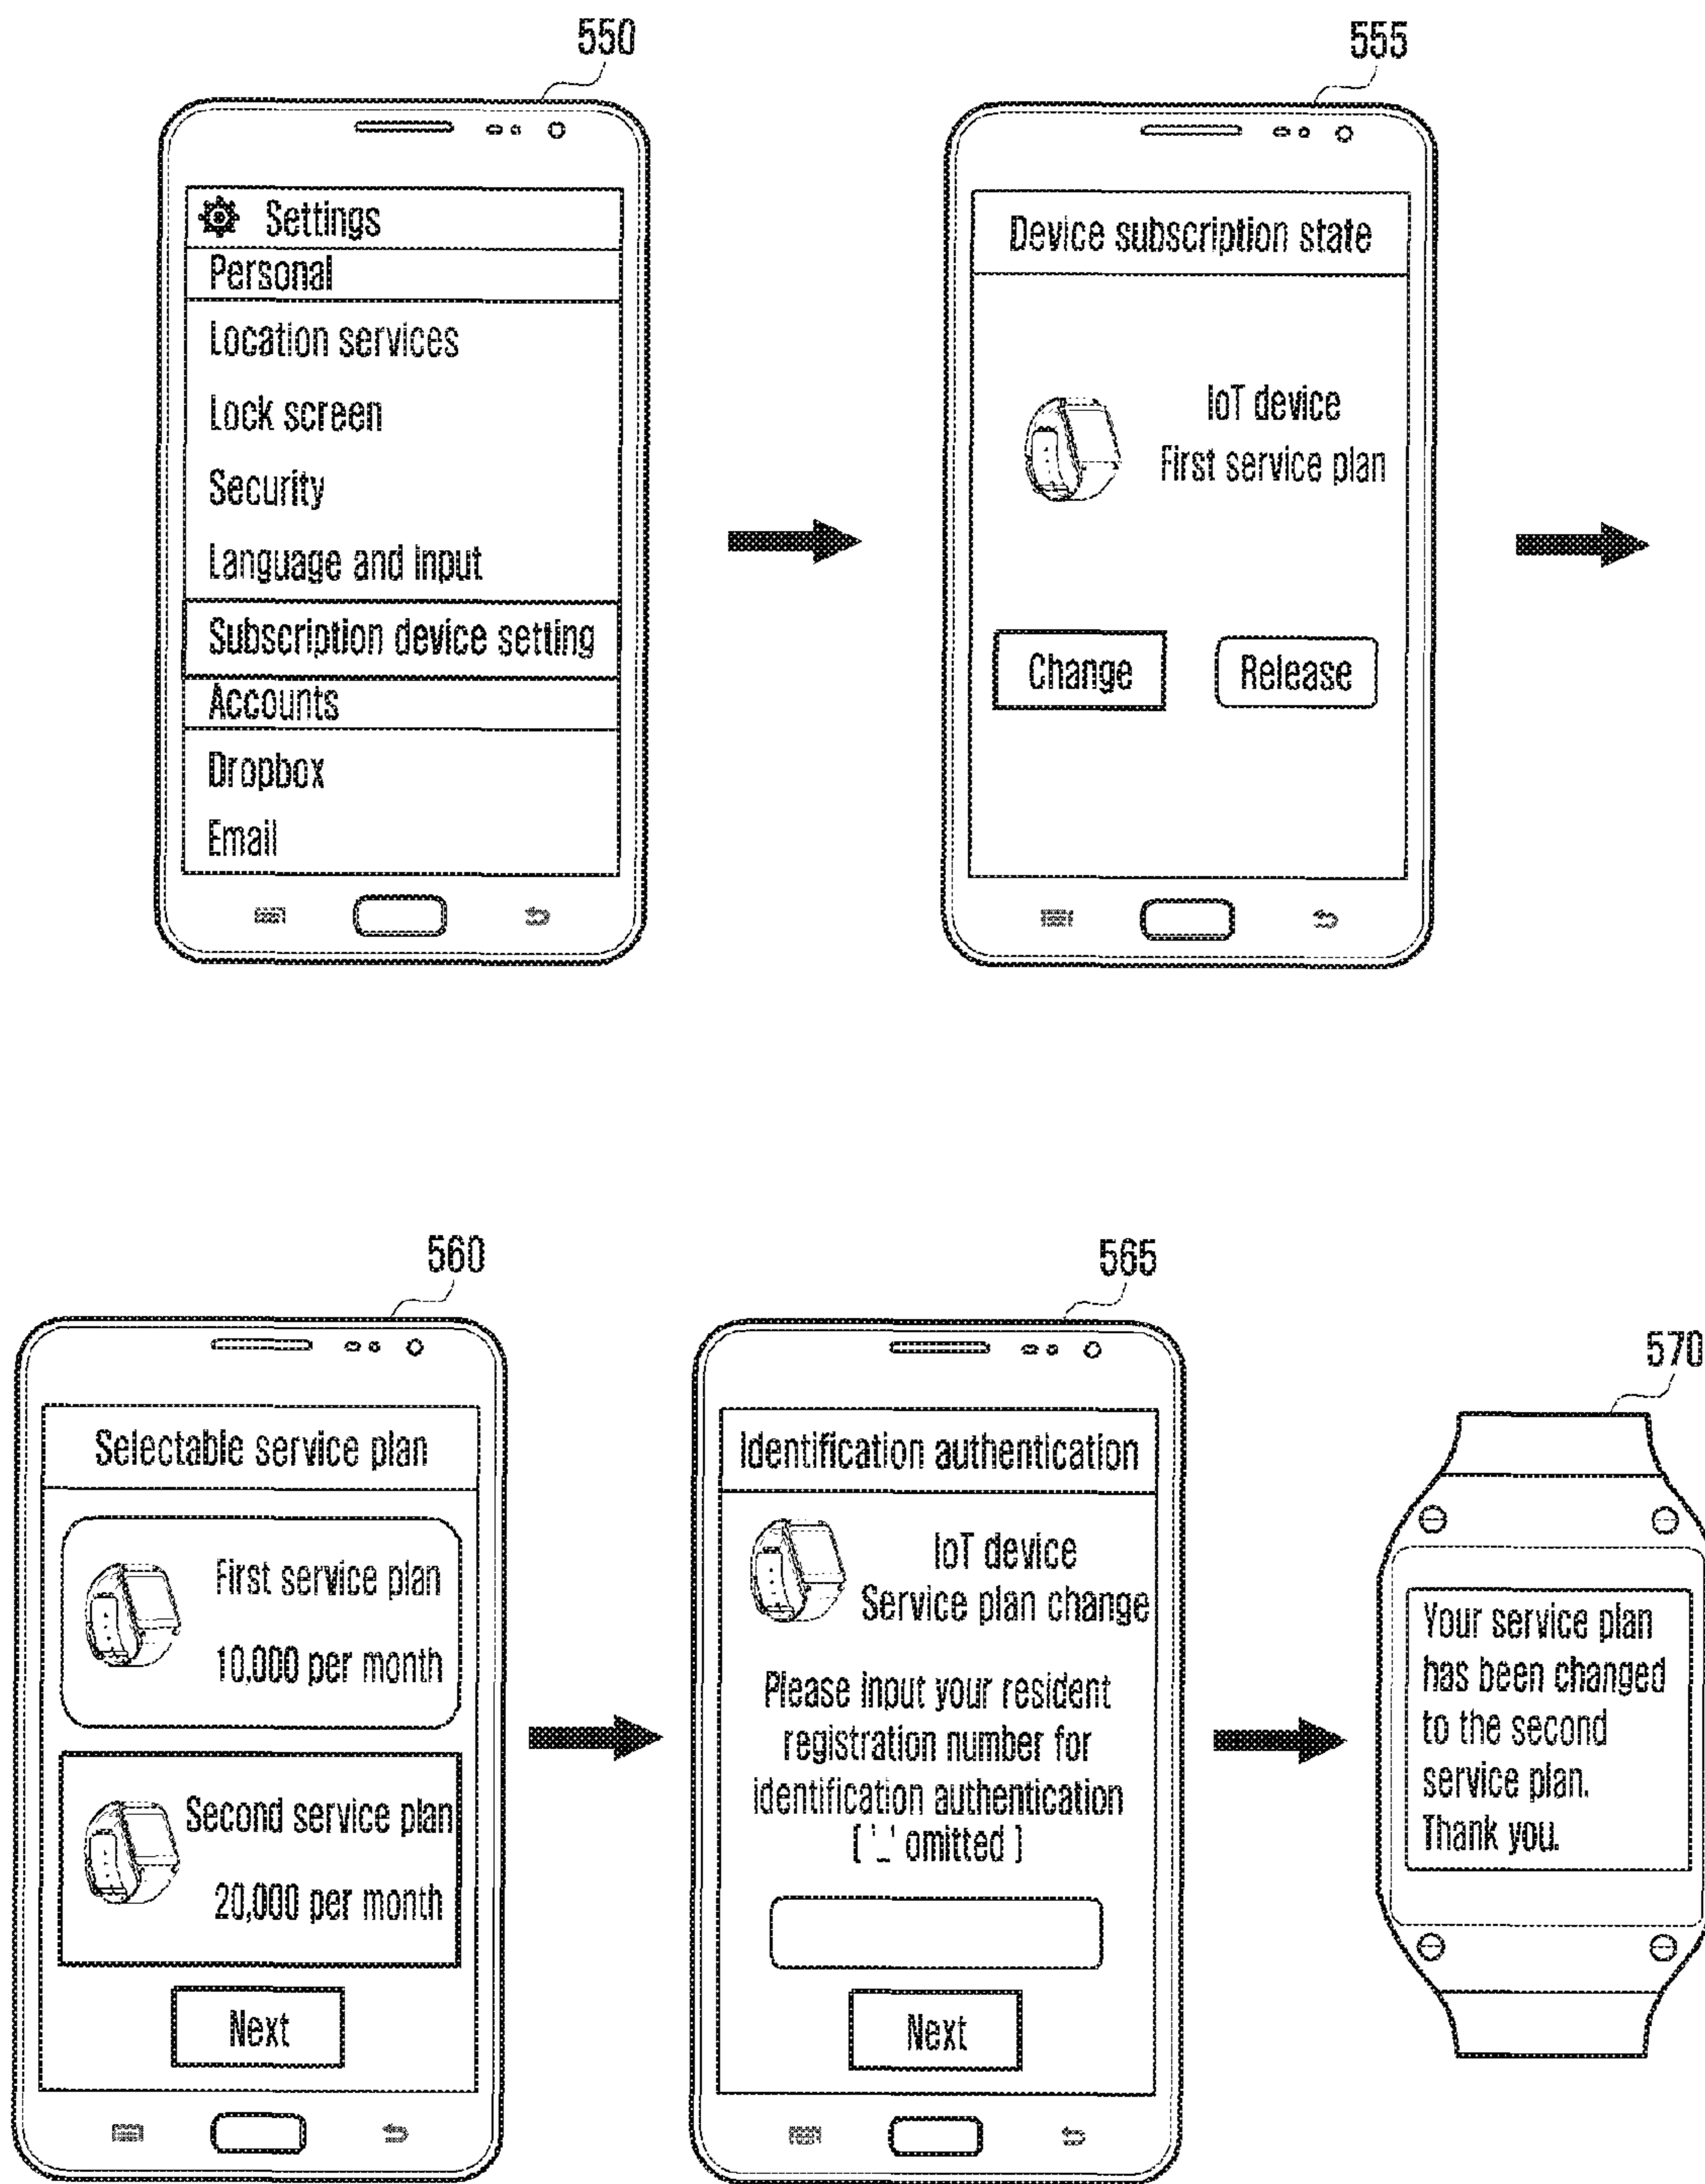 550
Settings
Personal
Location services
Lock screen
Security
Language and input
Subscription device setting
Accounts
Dropbox
Email
555
Device subscription state
IoT device
First service plan
Change
Release
560
Selectable service plan
First service plan
10,000 per month
Second service plan
20,000 per month
Next
565
Identification authentication
IoT device
Service plan change
Please input your resident
registration number for
identification authentication
[ '_' omitted ]
Next
570
Your service plan
has been changed
to the second
service plan.
Thank you.